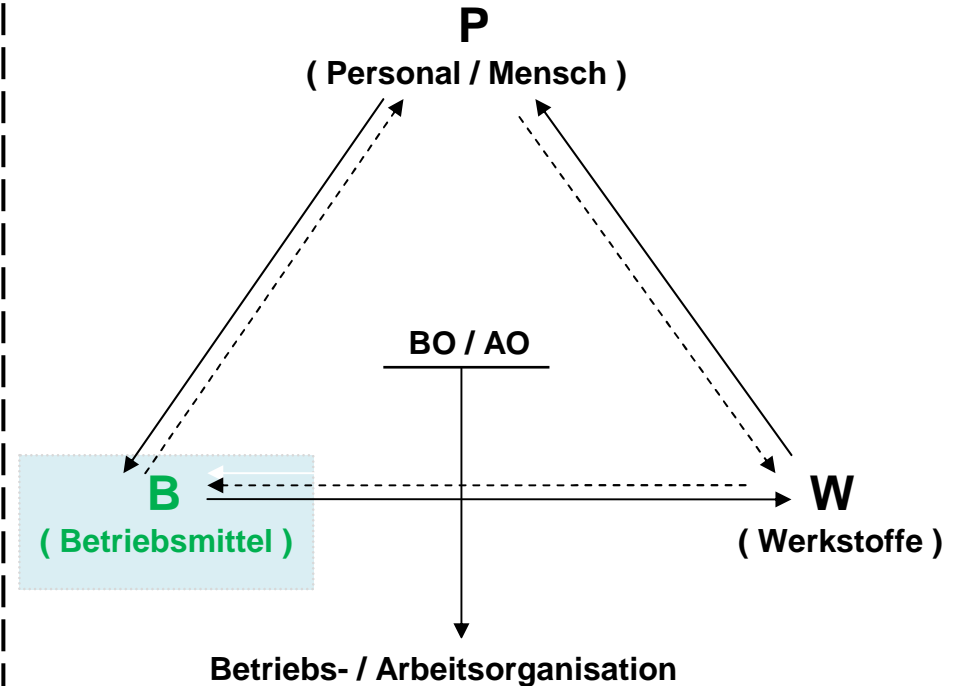 P
( Personal / Mensch )
BO / AO
B
( Betriebsmittel )
W
( Werkstoffe )
Betriebs- / Arbeitsorganisation